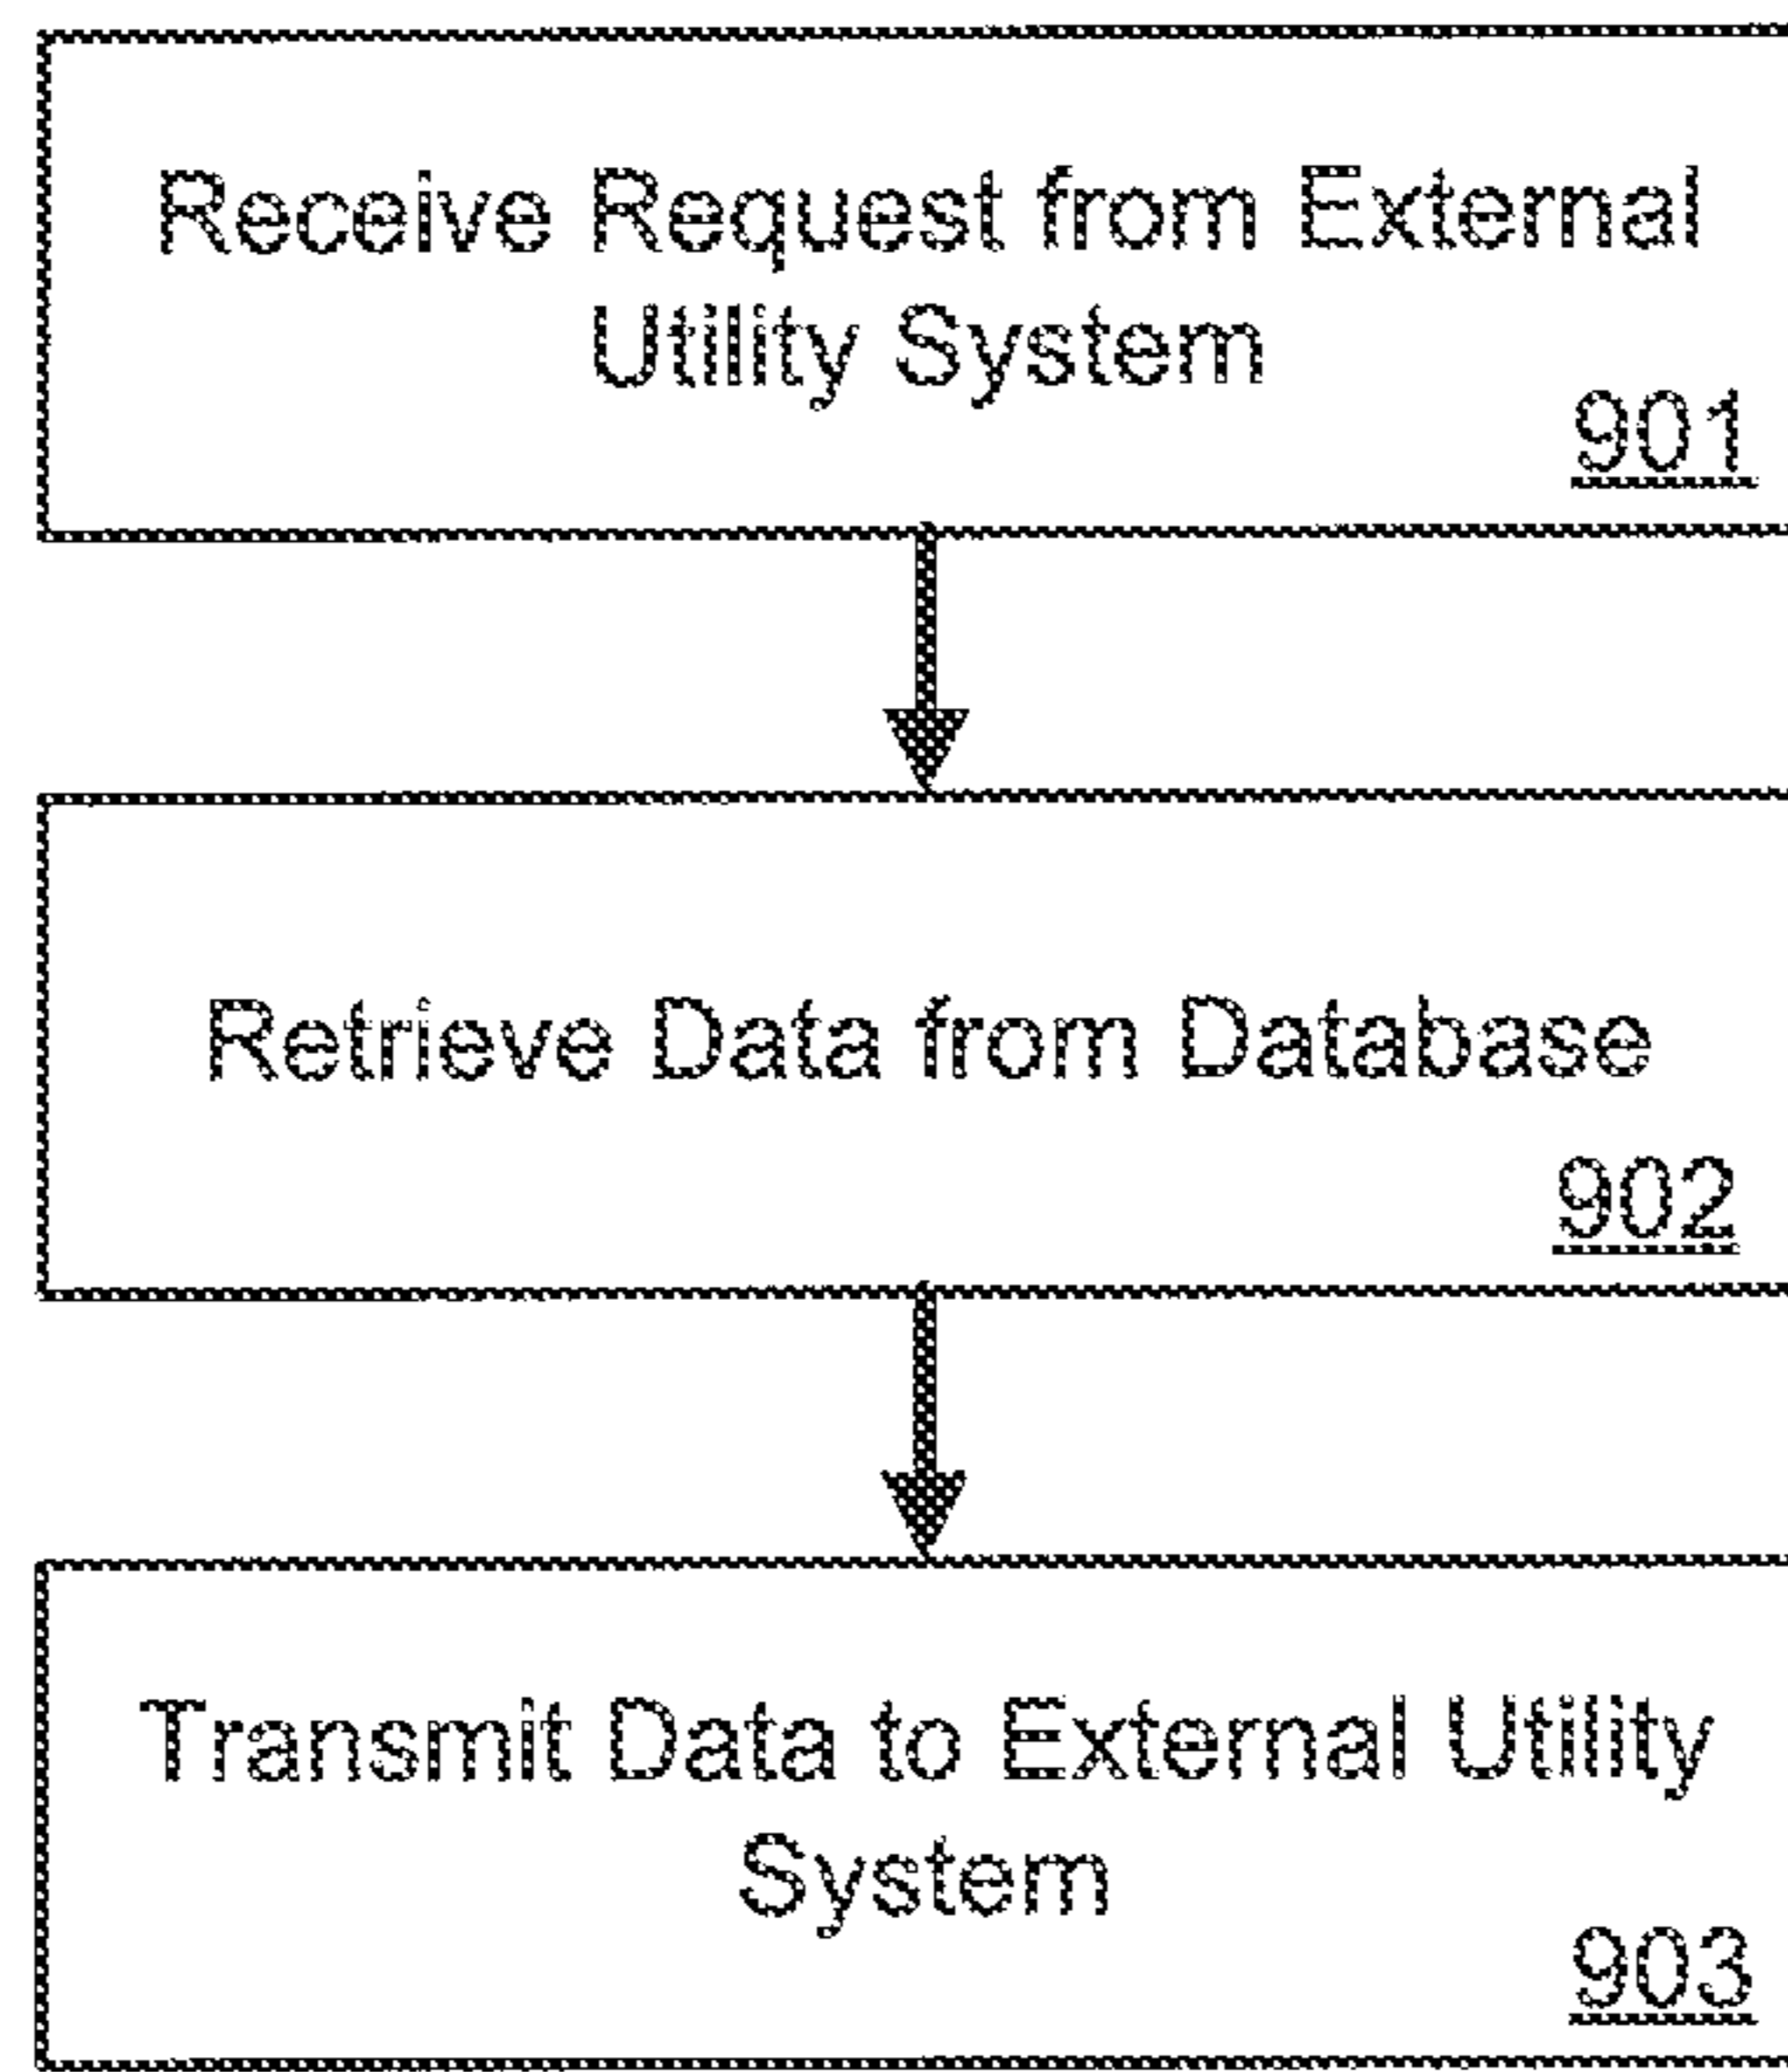 Receive Request from External
Utility System
901
Retrieve Data from Database
902
Transmit Data to External Utility
System
903